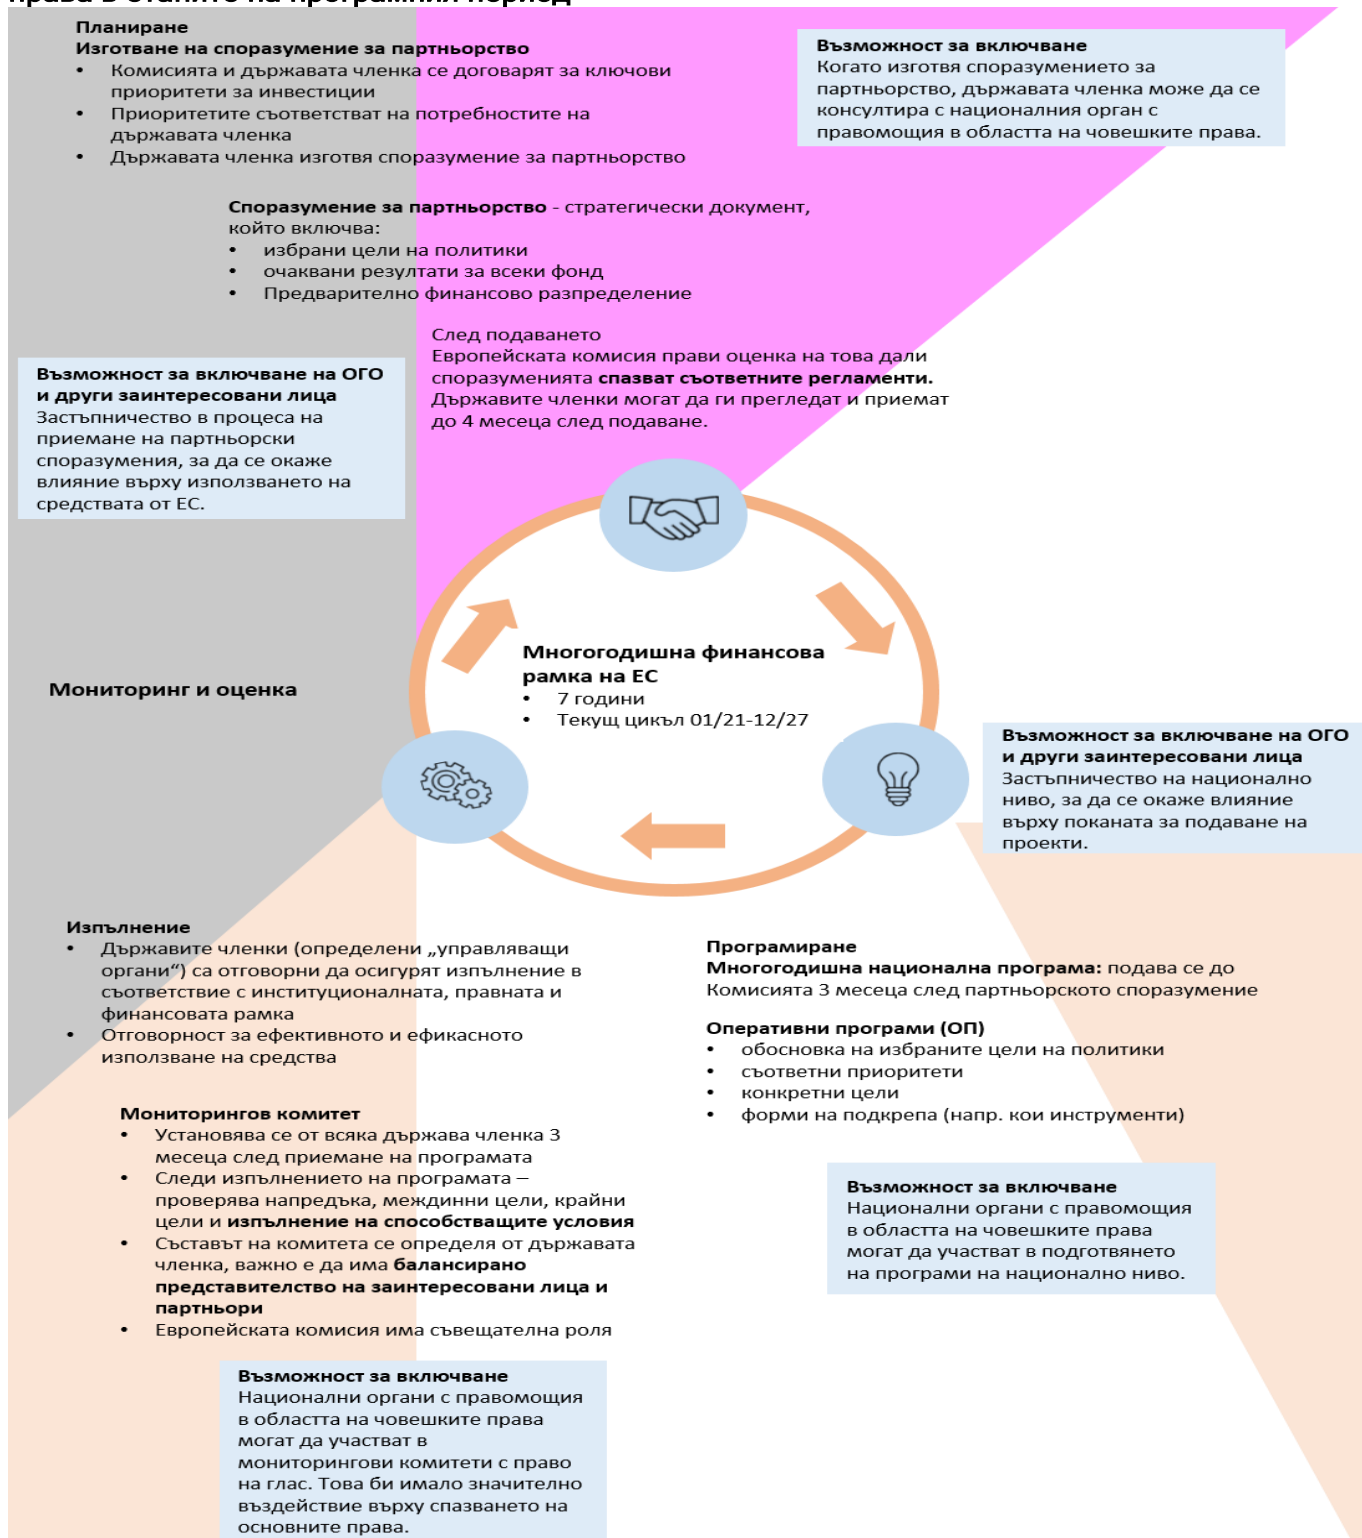 права в етапите на програмния период
Планиране
Изготване на споразумение за партньорство
• Комисията и държавата членка се договарят за ключови
приоритети за инвестиции
• Приоритетите съответстват на потребностите на
държавата членка
• Държавата членка изготвя споразумение за партньорство
Възможност за включване
Когато изготвя споразумението за
партньорство, държавата членка може да се
консултира с националния орган с
правомощия в областта на човешките права.
Споразумение за партньорство - стратегически документ,
който включва:
• избрани цели на политики
• очаквани резултати за всеки фонд
• Предварително финансово разпределение
След подаването
Европейската комисия прави оценка на това дали
споразуменията спазват съответните регламенти.
Държавите членки могат да ги прегледат и приемат
до 4 месеца след подаване.
Възможност за включване на ОГО
и други заинтересовани лица
Застъпничество в процеса на
приемане на партньорски
споразумения, за да се окаже
влияние върху използването на
средствата от ЕС.
Многогодишна финансова
рамка на ЕС
• 7 години
• Текущ цикъл 01/21-12/27
Мониторинг и оценка
Възможност за включване на ОГО
и други заинтересовани лица
Застъпничество на национално
ниво, за да се окаже влияние
върху поканата за подаване на
проекти.
Изпълнение
• Държавите членки (определени „управляващи
органи“) са отговорни да осигурят изпълнение в
съответствие с институционалната, правната и
финансовата рамка
• Отговорност за ефективното и ефикасното
използване на средства
Програмиране
Многогодишна национална програма: подава се до
Комисията 3 месеца след партньорското споразумение
Оперативни програми (ОП)
• обосновка на избраните цели на политики
• съответни приоритети
• конкретни цели
• форми на подкрепа (напр. кои инструменти)
Мониторингов комитет
• Установява се от всяка държава членка 3
месеца след приемане на програмата
• Следи изпълнението на програмата –
проверява напредъка, междинни цели, крайни
цели и изпълнение на способстващите условия
• Съставът на комитета се определя от държавата
членка, важно е да има балансирано
представителство на заинтересовани лица и
партньори
• Европейската комисия има съвещателна роля
Възможност за включване
Национални органи с правомощия
в областта на човешките права
могат да участват в подготвянето
на програми на национално ниво.
Възможност за включване
Национални органи с правомощия
в областта на човешките права
могат да участват в
мониторингови комитети с право
на глас. Това би имало значително
въздействие върху спазването на
основните права.